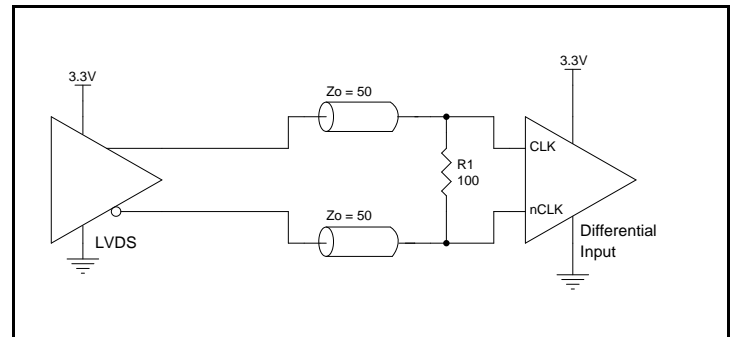 3.3V
3.3V
Zo = 50
CLK
R1
100
nCLK
Zo = 50
LVDS
Differential
Input